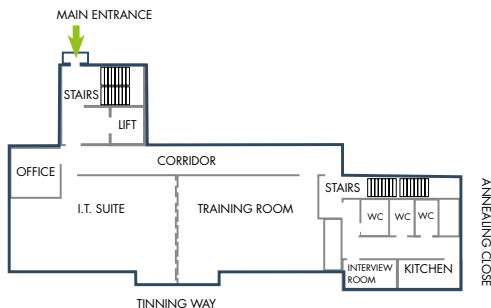 MAIN ENTRANCE
STAIRS
LIFT
CORRIDOR
OFFICE
STAIRS
I.T. SUITE
TRAINING ROOM
WC
WC
WC
INTERVIEW
ROOM
KITCHEN
ANNEALING CLOSE
TINNING WAY